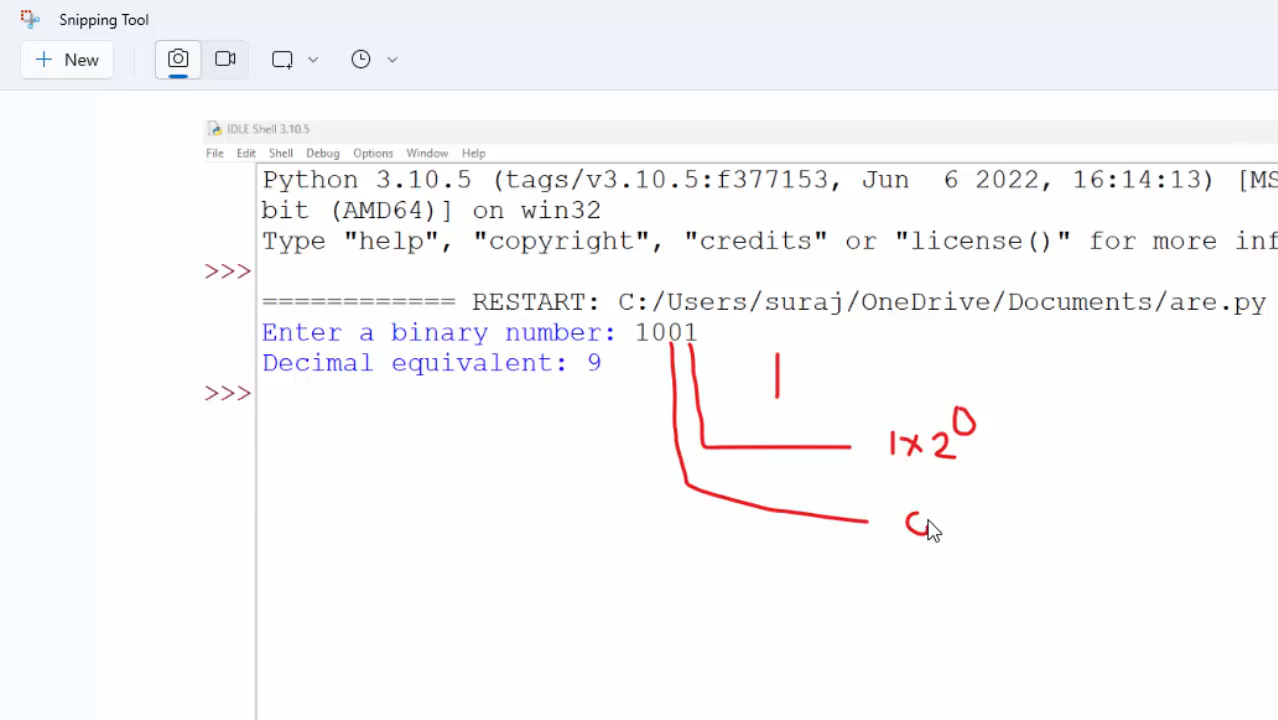 Snipping Tool
New
IDLE Shell 3.10.5
File Edit Shell Debug Options Window Help
Python 3.10.5 (tags/v3.10.5:f377153, Jun  6 2022, 16:14:13) [MS
bit (AMD64)] on win32
Type "help", "copyright", "credits" or "license()" for more inf
>>>
============ RESTART: C:/Users/suraj/OneDrive/Documents/are.py
Enter a binary number: 1001
Decimal equivalent: 9
>>>
1
1x2⁰